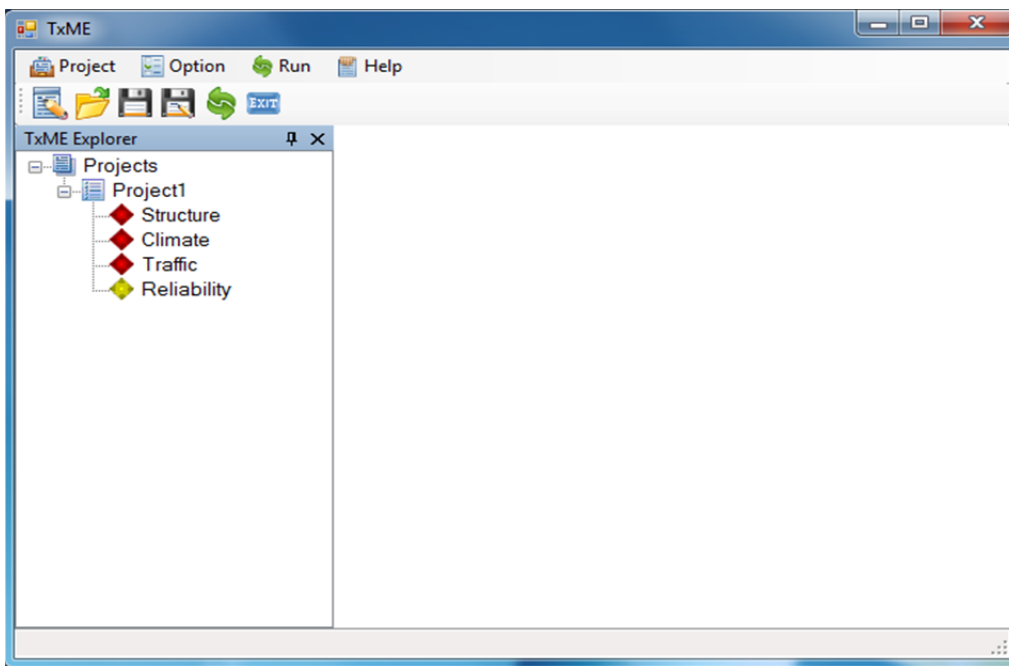 TxME
Project Option Run Help
EXIT
TxME Explorer
Projects
Project1
Structure
Climate
Traffic
Reliability